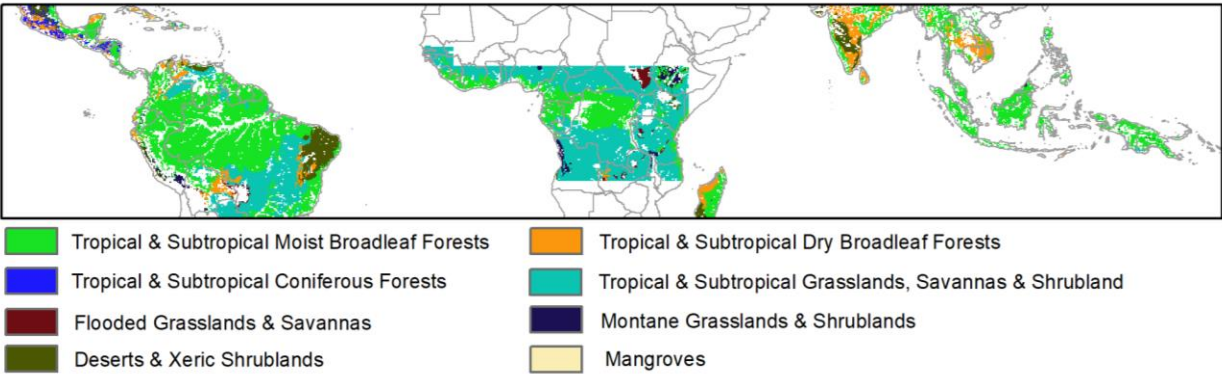 Tropical & Subtropical Moist Broadleaf Forests
Tropical & Subtropical Dry Broadleaf Forests
Tropical & Subtropical Coniferous Forests
Tropical & Subtropical Grasslands, Savannas & Shrubland
Flooded Grasslands & Savannas
Montane Grasslands & Shrublands
Deserts & Xeric Shrublands
Mangroves